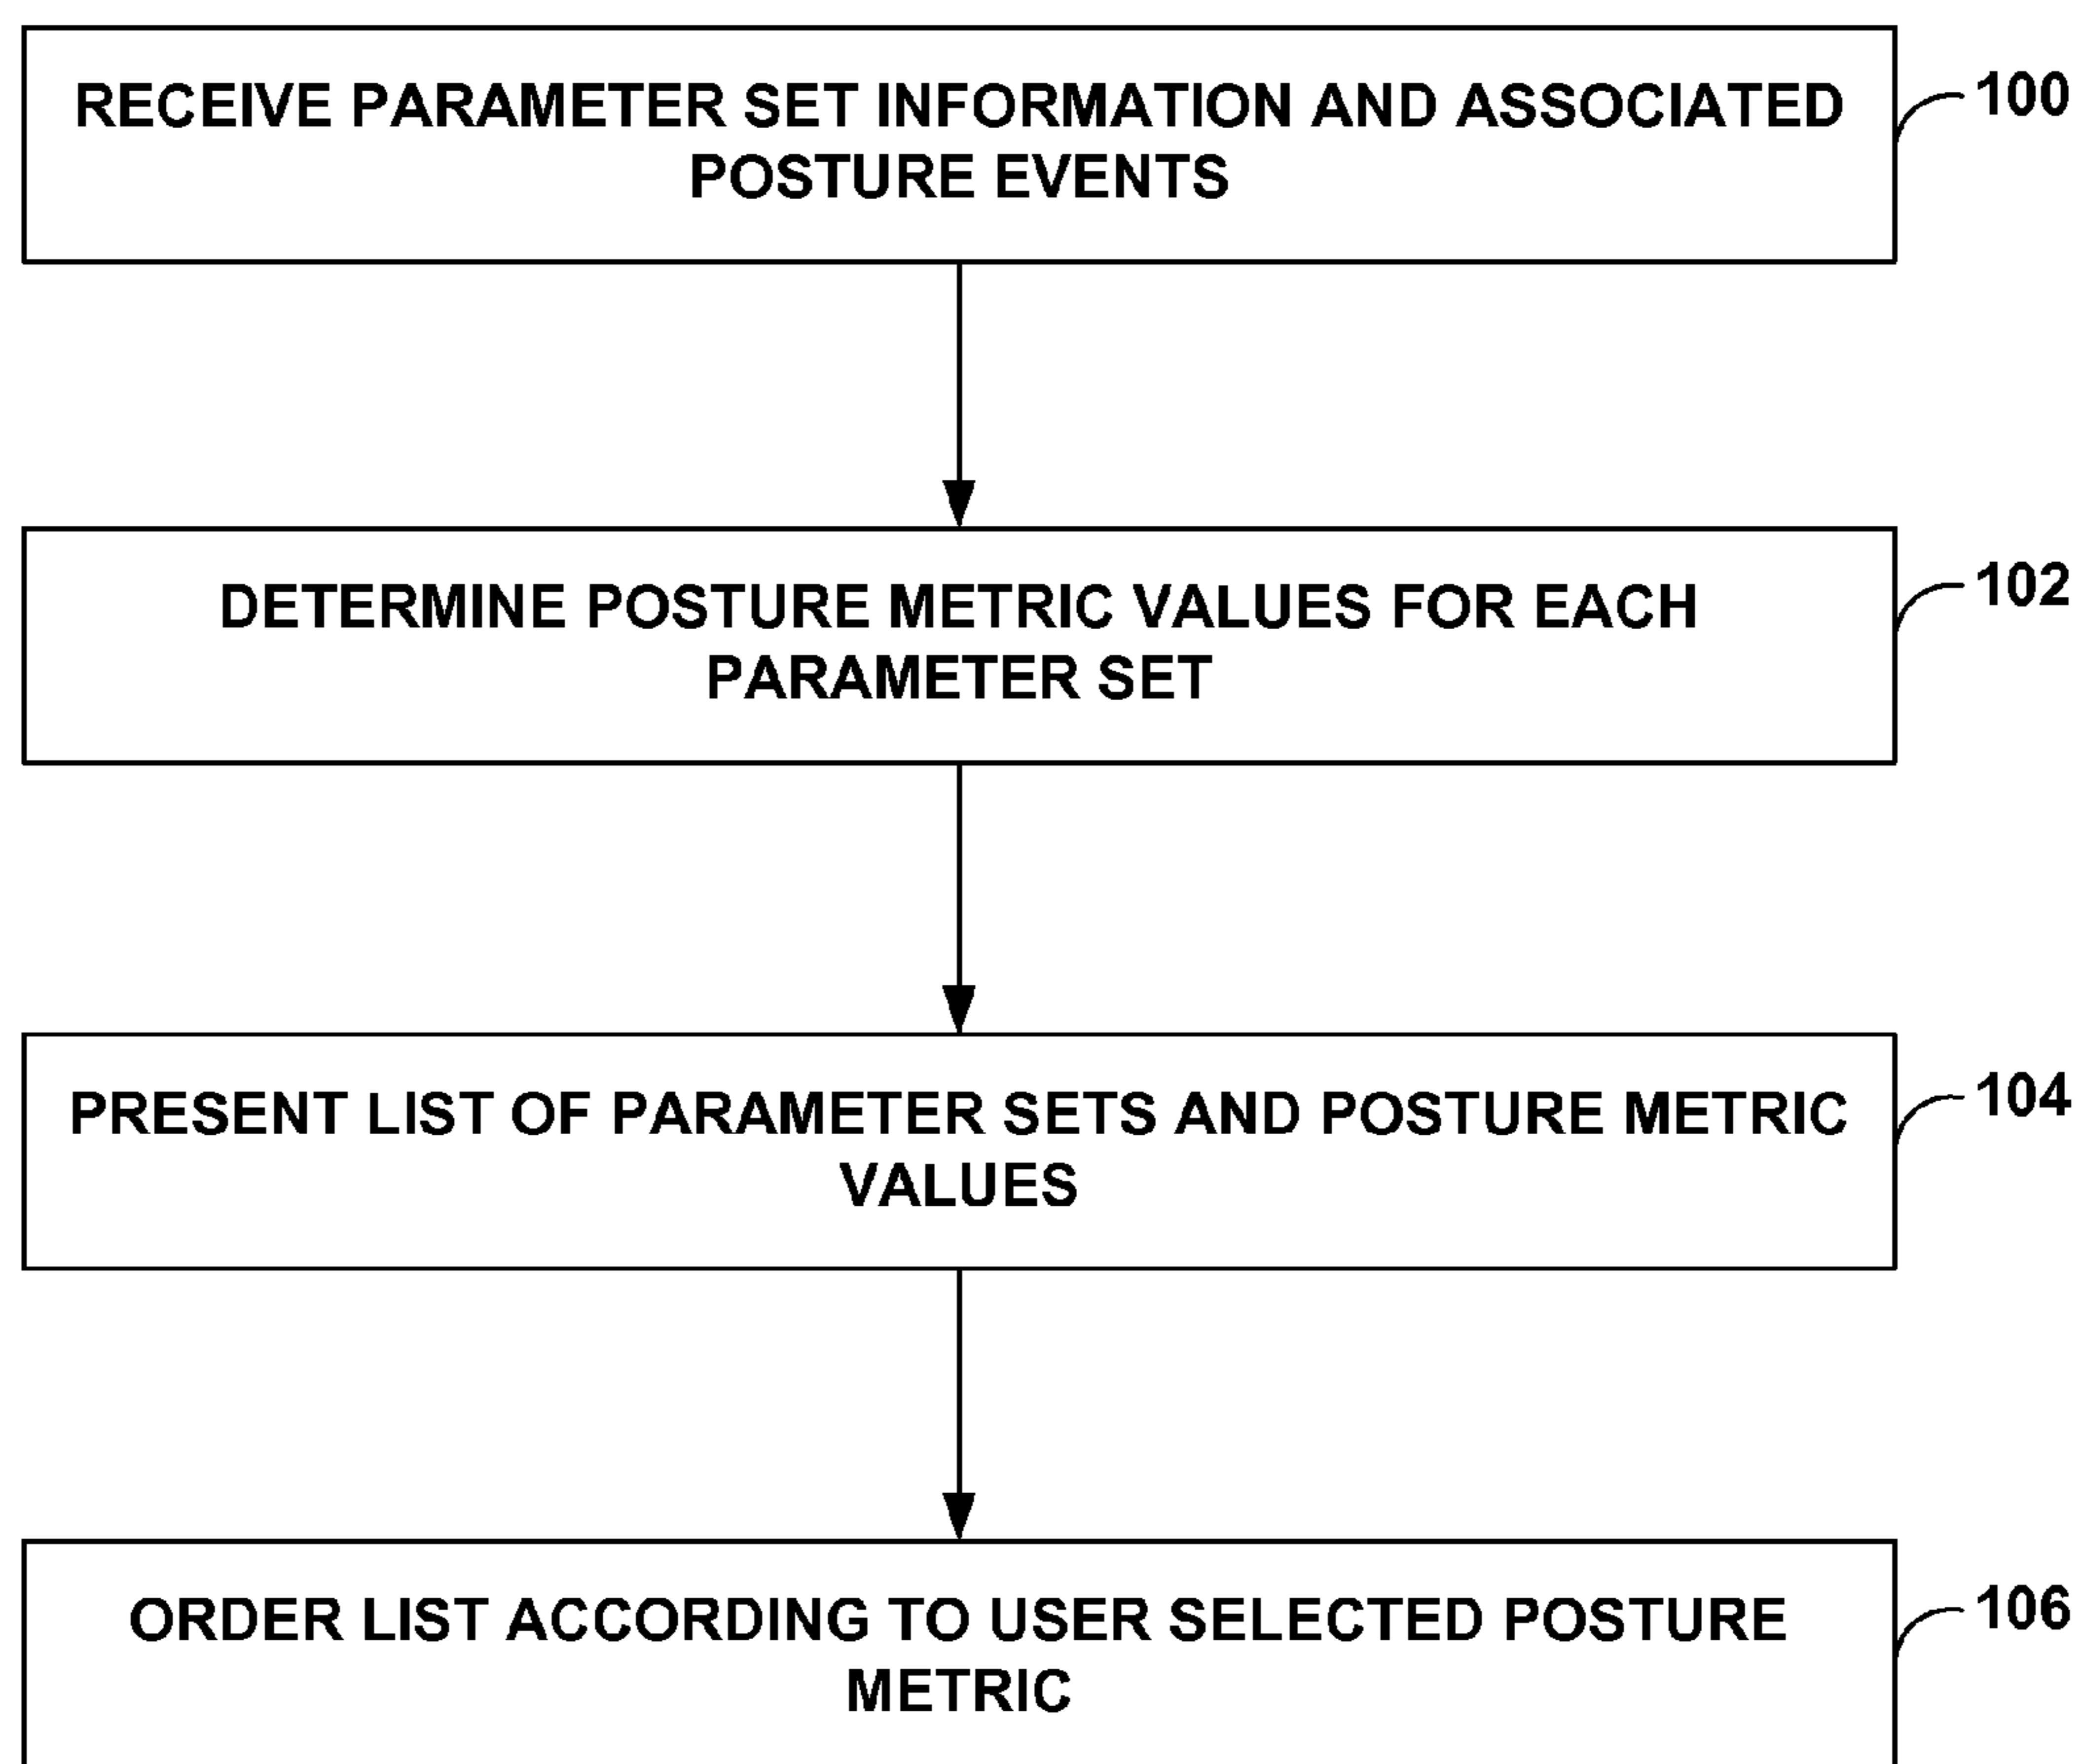 RECEIVE PARAMETER SET INFORMATION AND ASSOCIATED
POSTURE EVENTS
100
DETERMINE POSTURE METRIC VALUES FOR EACH
PARAMETER SET
102
PRESENT LIST OF PARAMETER SETS AND POSTURE METRIC
VALUES
104
ORDER LIST ACCORDING TO USER SELECTED POSTURE
METRIC
106